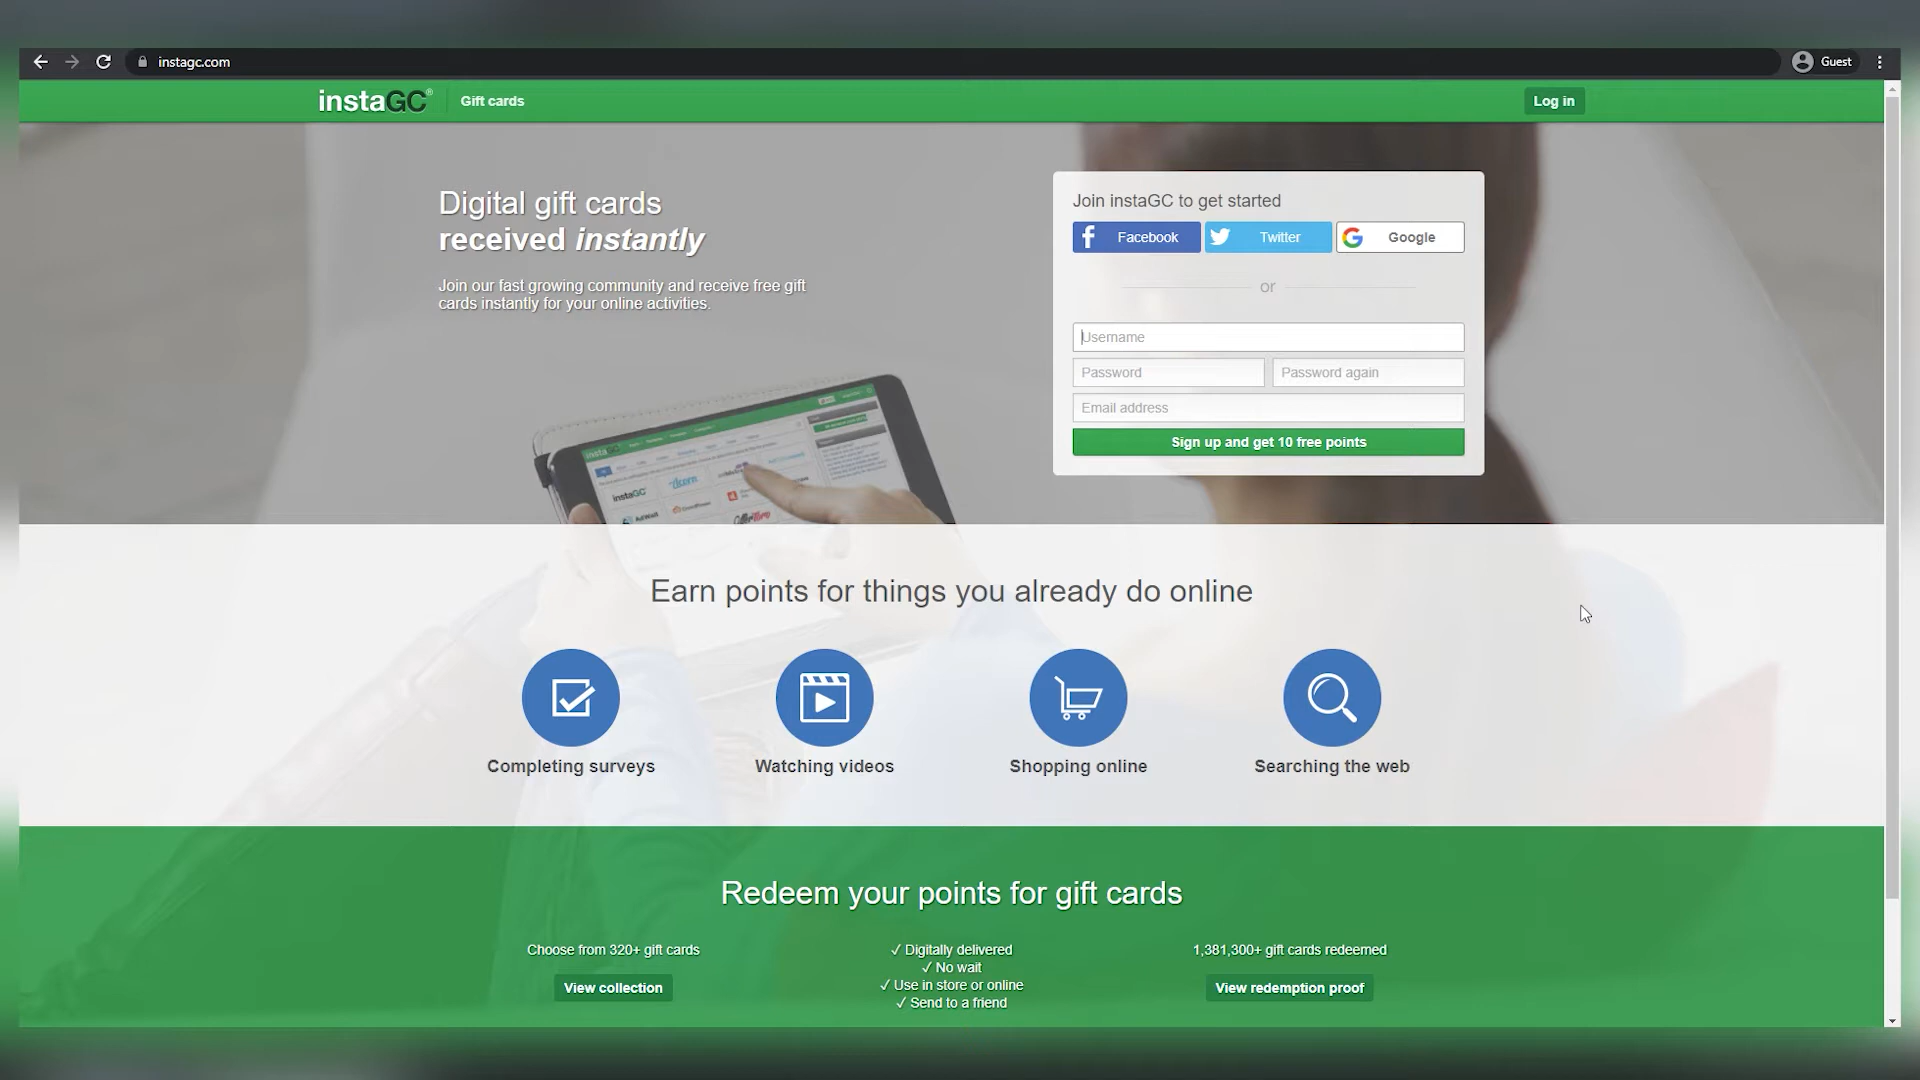 instagc.com
Guest
instaGC®
Gift cards
Log in
Digital gift cards
received instantly
Join our fast growing community and receive free gift
cards instantly for your online activities.
Join instaGC to get started
Facebook
Twitter
Google
or
Username
Password
Password again
Email address
Sign up and get 10 free points
instaGC
Earn points for things you already do online
Completing surveys
Watching videos
Shopping online
Searching the web
Redeem your points for gift cards
Choose from 320+ gift cards
View collection
✓ Digitally delivered
✓ No wait
✓ Use in store or online
✓ Send to a friend
1,381,300+ gift cards redeemed
View redemption proof